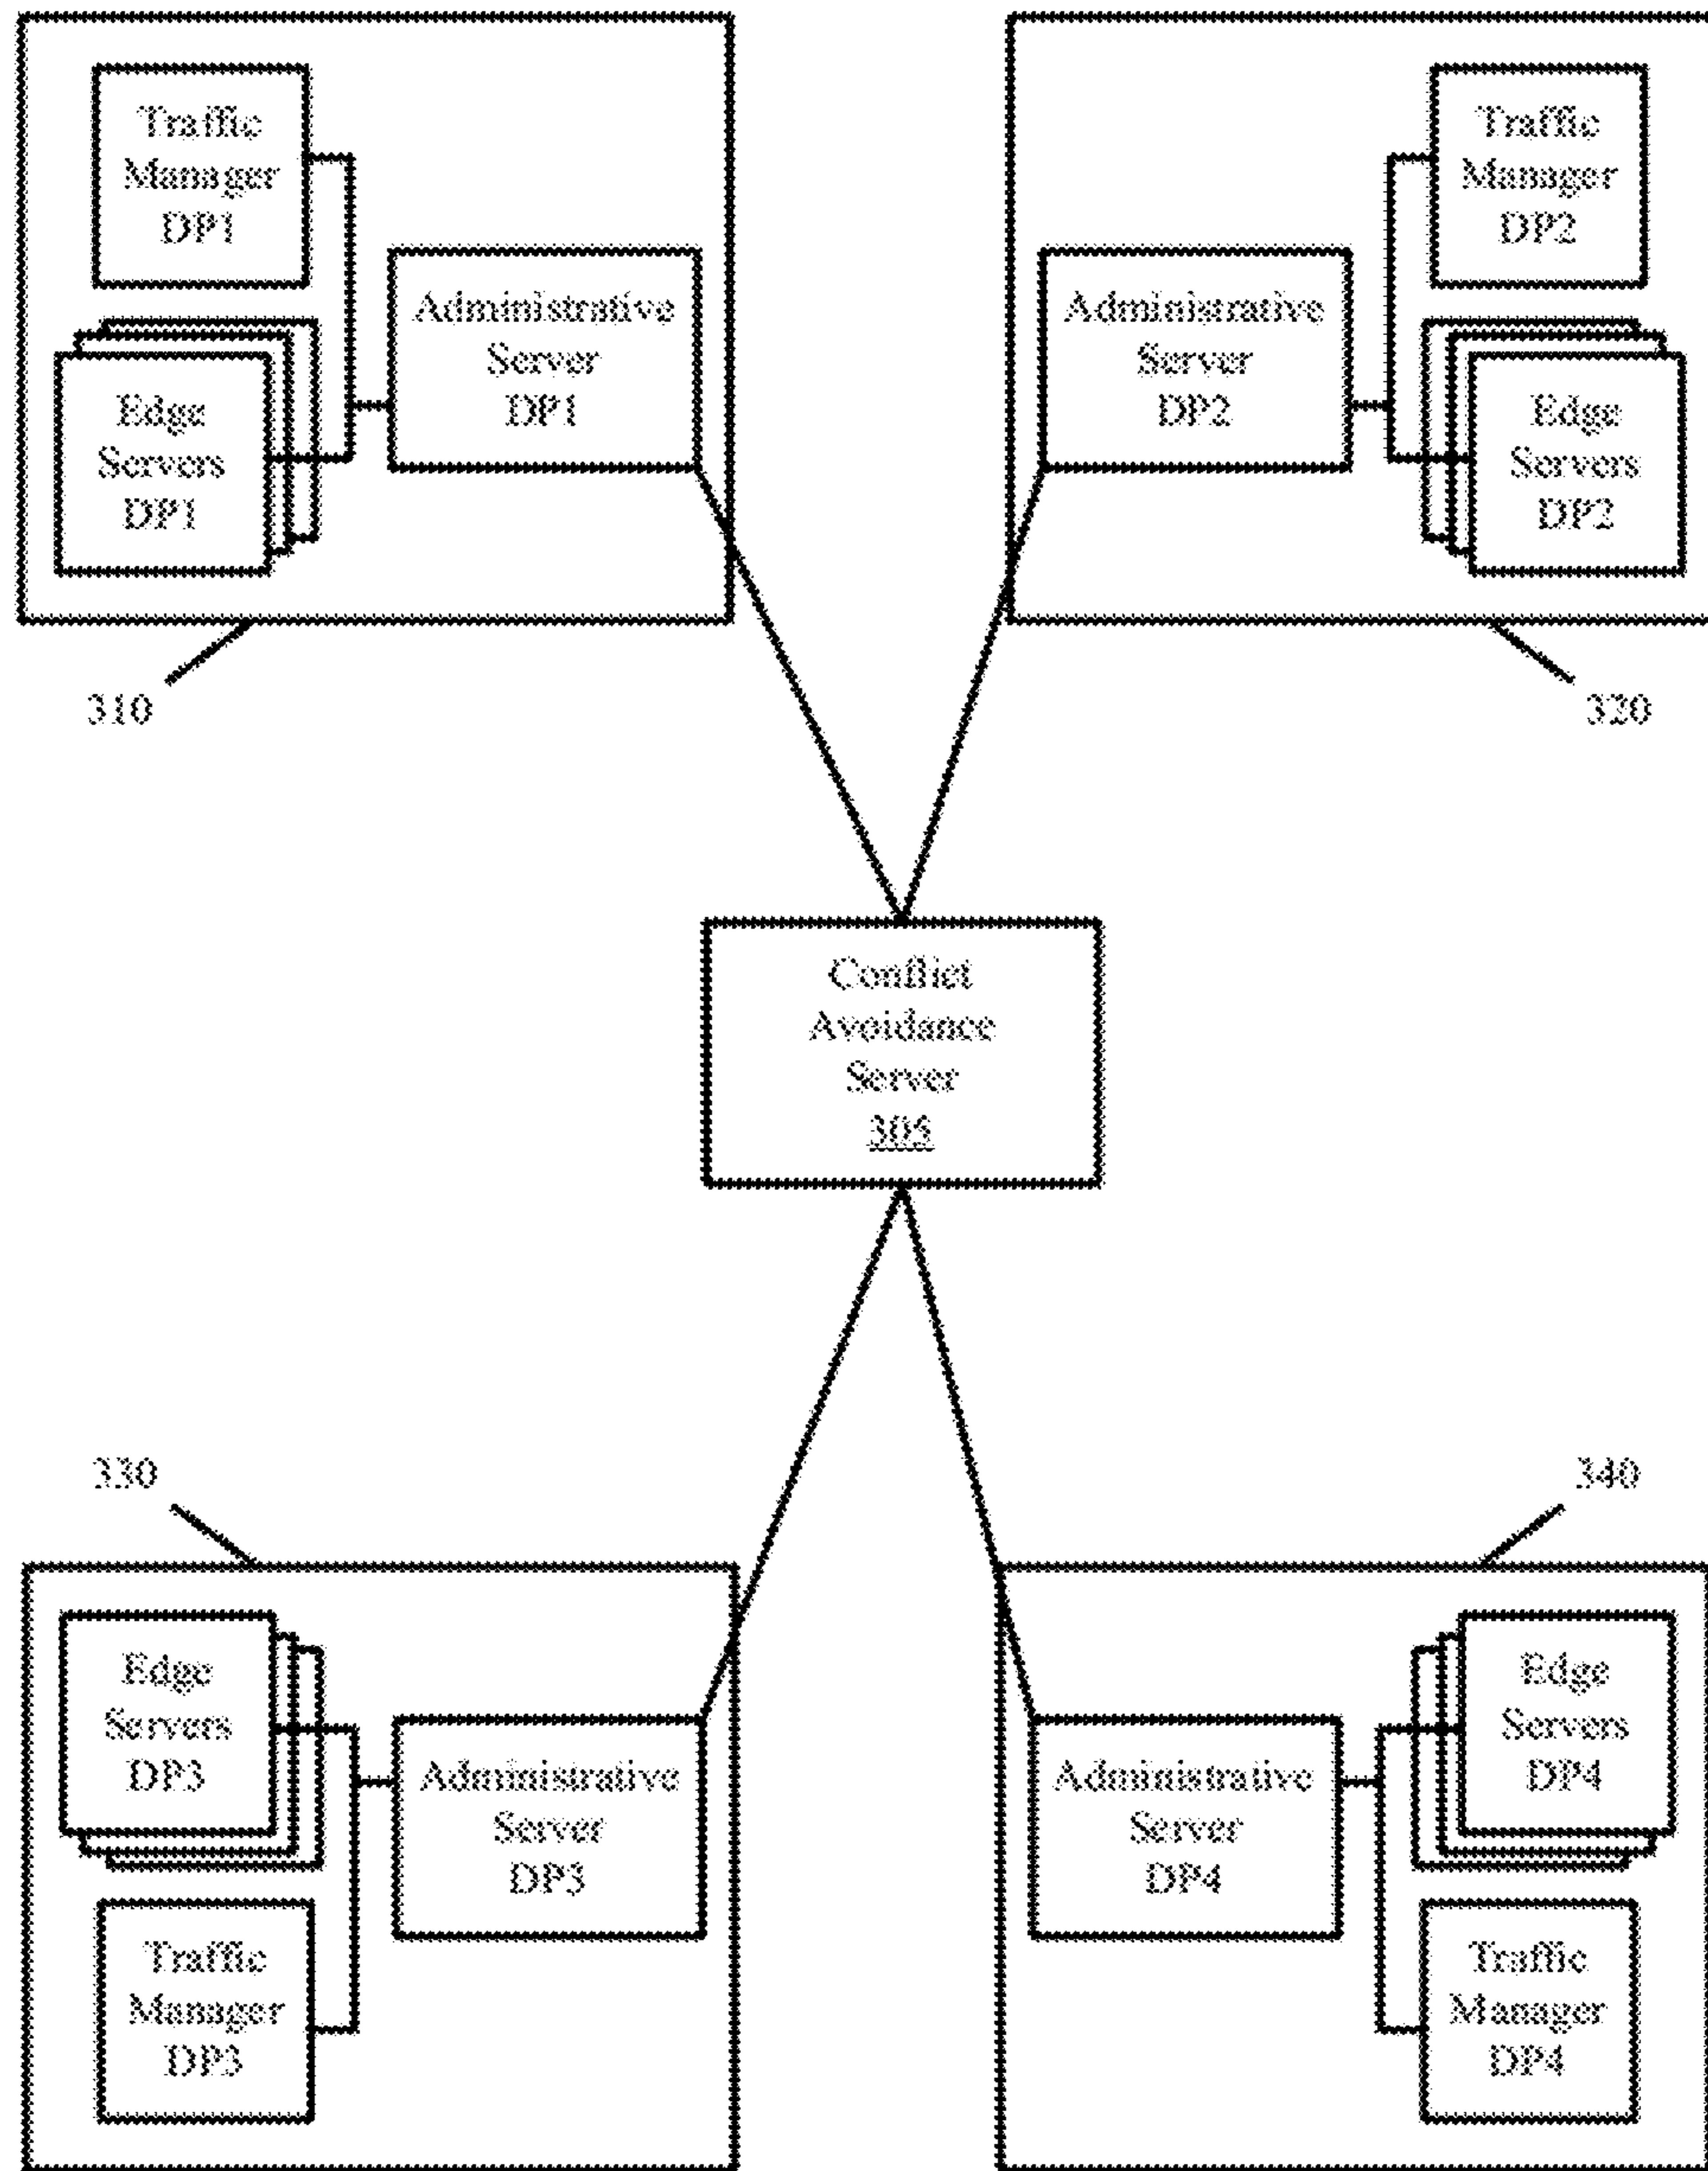 Traffic
Manager
DP1
Administrative
Server
DP1
Edge
Servers
DP1
310
Traffic
Manager
DP2
Administrative
Server
DP2
Edge
Servers
DP2
320
Conflict
Avoidance
Server
305
330
Edge
Servers
DP3
Administrative
Server
DP3
Traffic
Manager
DP3
340
Edge
Servers
DP4
Administrative
Server
DP4
Traffic
Manager
DP4